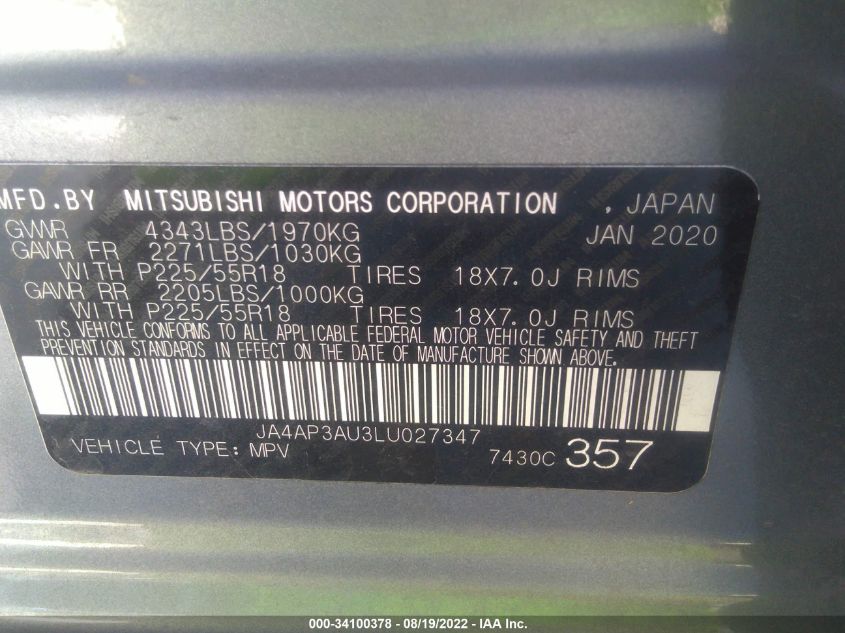 MFD.BY MITSUBISHI MOTORS CORPORATION , JAPAN
GVWR 4343LBS/1970KG JAN 2020
GAWR FR 2271LBS/1030KG
WITH P225/55R18 TIRES 18X7.0J RIMS
GAWR RR 2205LBS/1000KG
WITH P225/55R18 TIRES 18X7.0J RIMS
THIS VEHICLE CONFORMS TO ALL APPLICABLE FEDERAL MOTOR VEHICLE SAFETY AND THEFT
PREVENTION STANDARDS IN EFFECT ON THE DATE OF MANUFACTURE SHOWN ABOVE.
JA4AP3AU3LU027347
VEHICLE TYPE: MPV 7430C 357
000-34100378 - 08/19/2022 - IAA Inc.